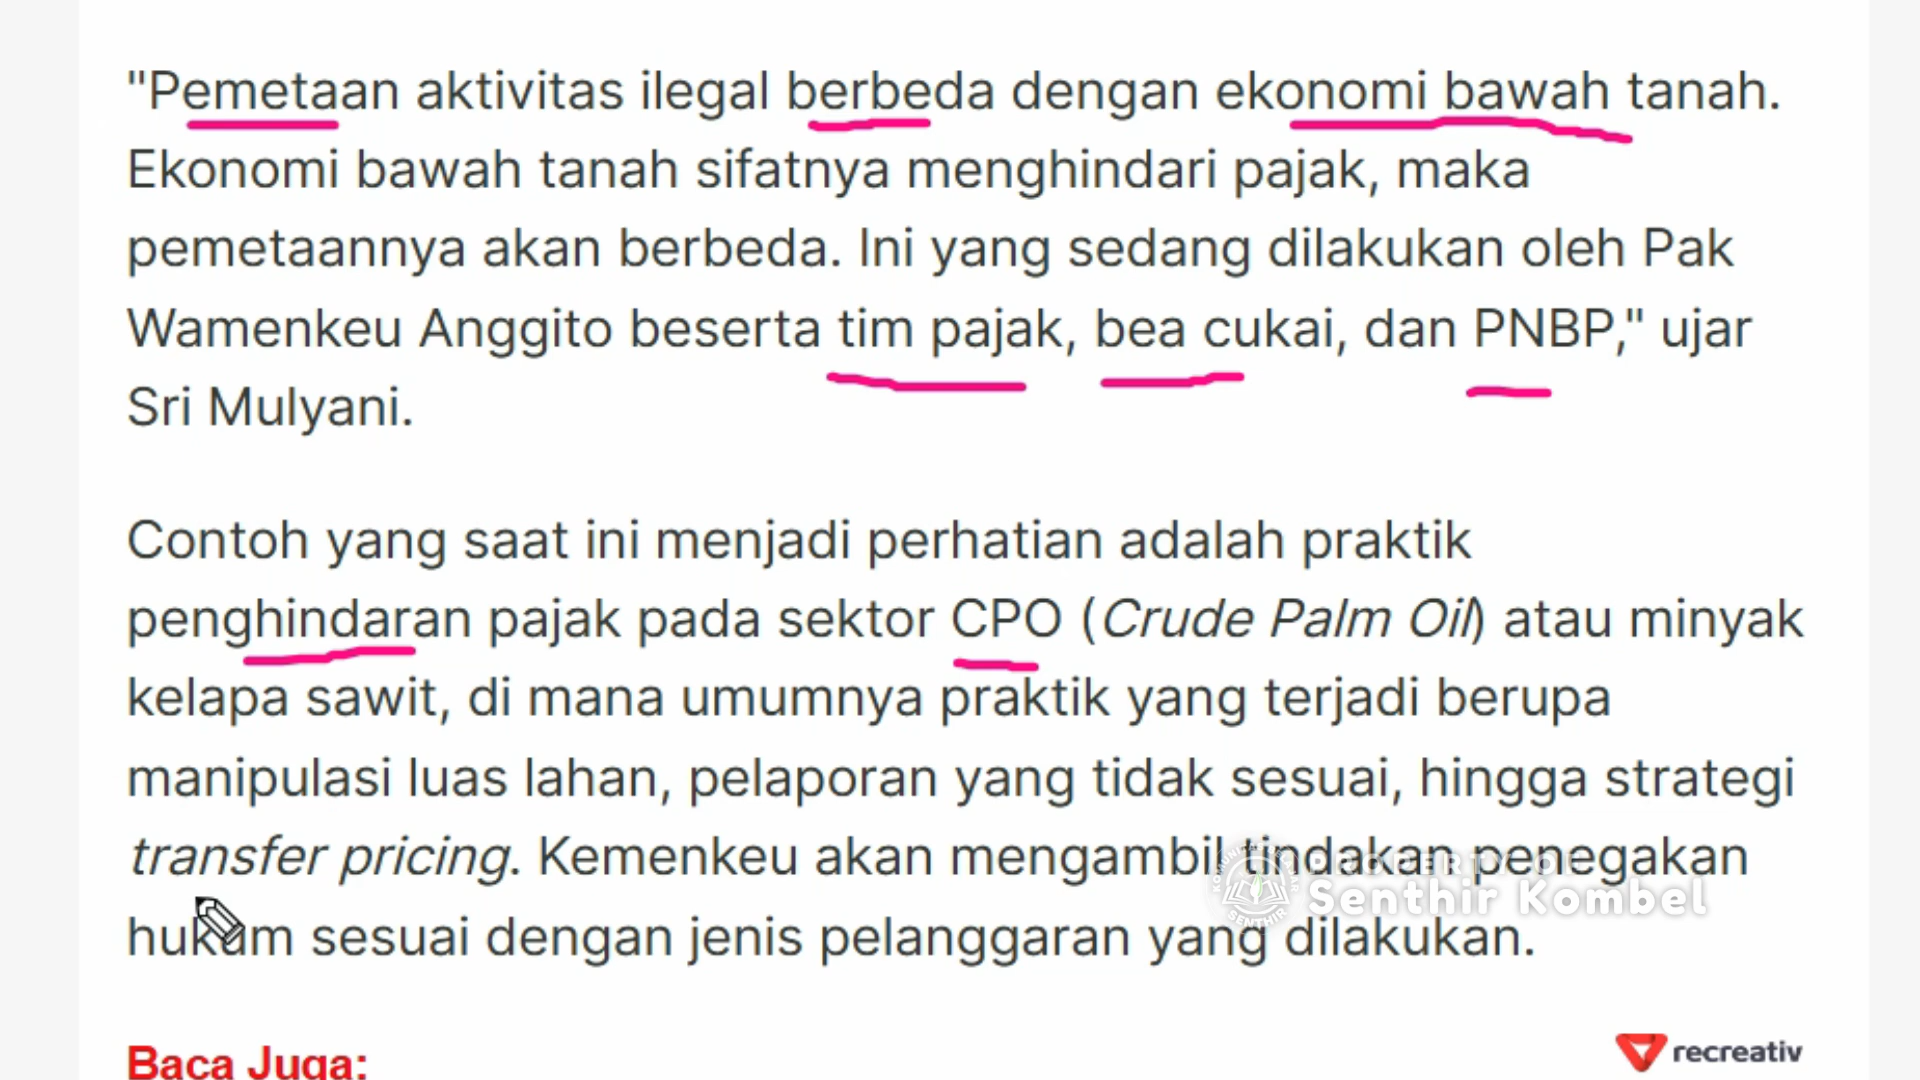 "Pemetaan aktivitas ilegal berbeda dengan ekonomi bawah tanah.
Ekonomi bawah tanah sifatnya menghindari pajak, maka
pemetaannya akan berbeda. Ini yang sedang dilakukan oleh Pak
Wamenkeu Anggito beserta tim pajak, bea cukai, dan PNBP," ujar
Sri Mulyani.
Contoh yang saat ini menjadi perhatian adalah praktik
penghindaran pajak pada sektor CPO (Crude Palm Oil) atau minyak
kelapa sawit, di mana umumnya praktik yang terjadi berupa
manipulasi luas lahan, pelaporan yang tidak sesuai, hingga strategi
transfer pricing. Kemenkeu akan mengambil tindakan penegakan
PROPERTY OF
Senthir Kombel
SENTHIR
hukum sesuai dengan jenis pelanggaran yang dilakukan.
Baca Juga:
recreativ